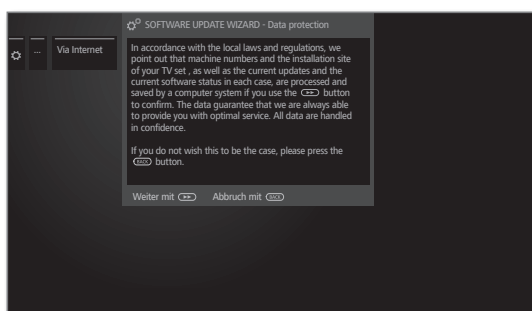 SOFTWARE UPDATE WIZARD - Data protection
... Via Internet
In accordance with the local laws and regulations, we
point out that machine numbers and the installation site
of your TV set , as well as the current updates and the
current software status in each case, are processed and
saved by a computer system if you use the button
to confirm. The data guarantee that we are always able
to provide you with optimal service. All data are handled
in confidence.
If you do not wish this to be the case, please press the
BACK button.
Weiter mit Abbruch mit BACK